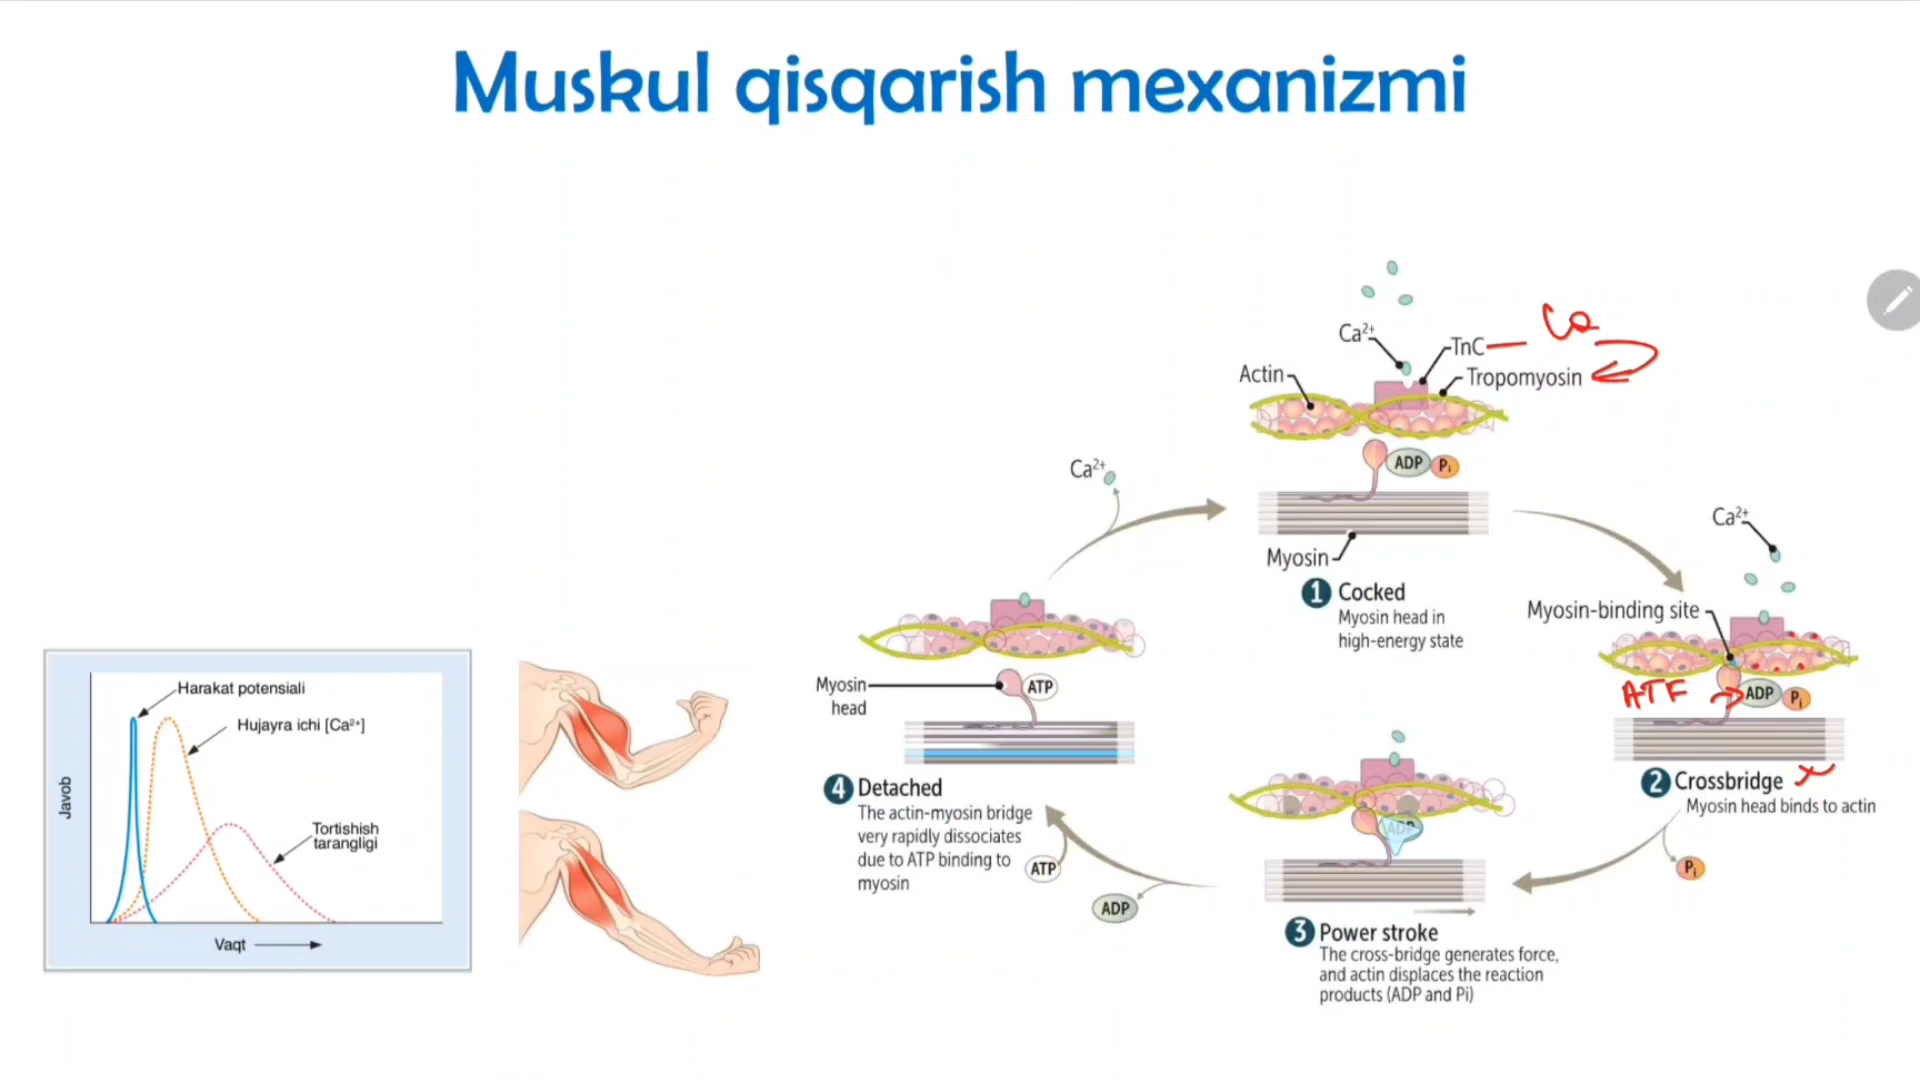 Muskul qisqarish mexanizmi
Ca²⁺
TnC
Ca
Tropomyosin
Actin
ADP
Pᵢ
Myosin
1 Cocked
Myosin head in
high-energy state
Ca²⁺
Myosin-binding site
ATF
ADP
Pᵢ
2 Crossbridge
Myosin head binds to actin
Pᵢ
ADP
3 Power stroke
The cross-bridge generates force,
and actin displaces the reaction
products (ADP and Pi)
ADP
ATP
Myosin
head
ATP
4 Detached
The actin-myosin bridge
very rapidly dissociates
due to ATP binding to
myosin
Ca²⁺
Harakat potensiali
Hujayra ichi [Ca²⁺]
Tortishish
tarangligi
Javob
Vaqt